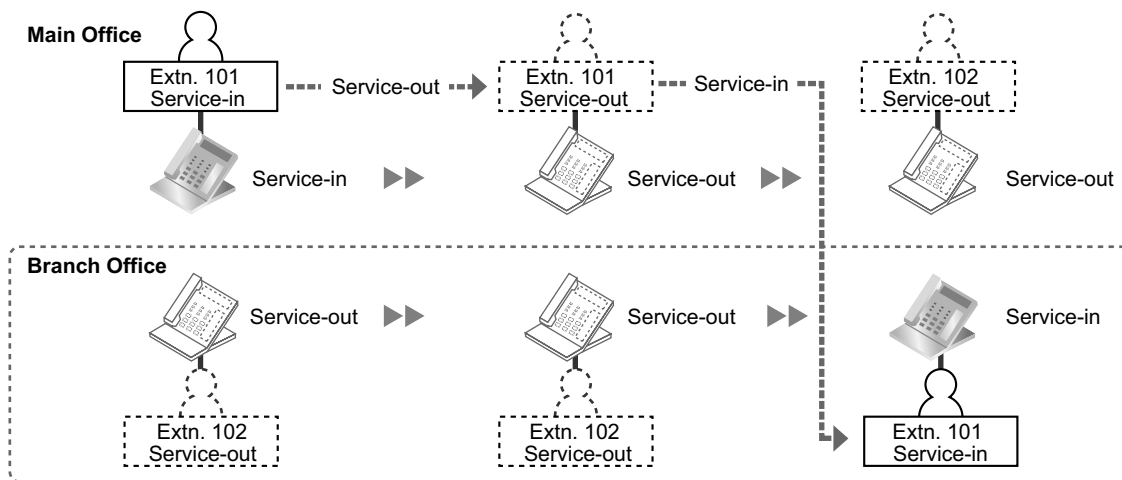 Main Office
Extn. 101
Service-in
Service-out
Extn. 101
Service-out
Service-in
Extn. 102
Service-out
Service-in
Service-out
Service-out
Branch Office
Service-out
Service-out
Service-in
Extn. 102
Service-out
Extn. 102
Service-out
Extn. 101
Service-in